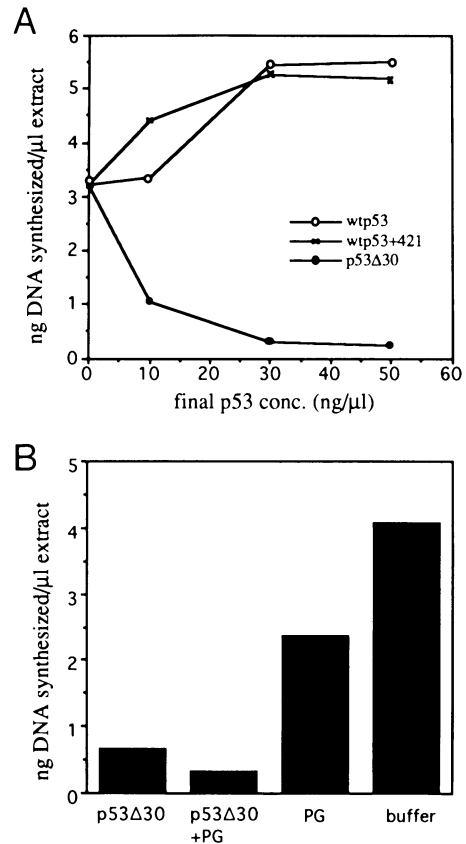 A
ng DNA synthesized/µl extract
6
5
4
3
2
1
0
wtp53
wtp53+421
p53Δ30
0 10 20 30 40 50 60
final p53 conc. (ng/µl)
B
ng DNA synthesized/µl extract
5
4
3
2
1
0
p53Δ30 p53Δ30 PG buffer
+PG